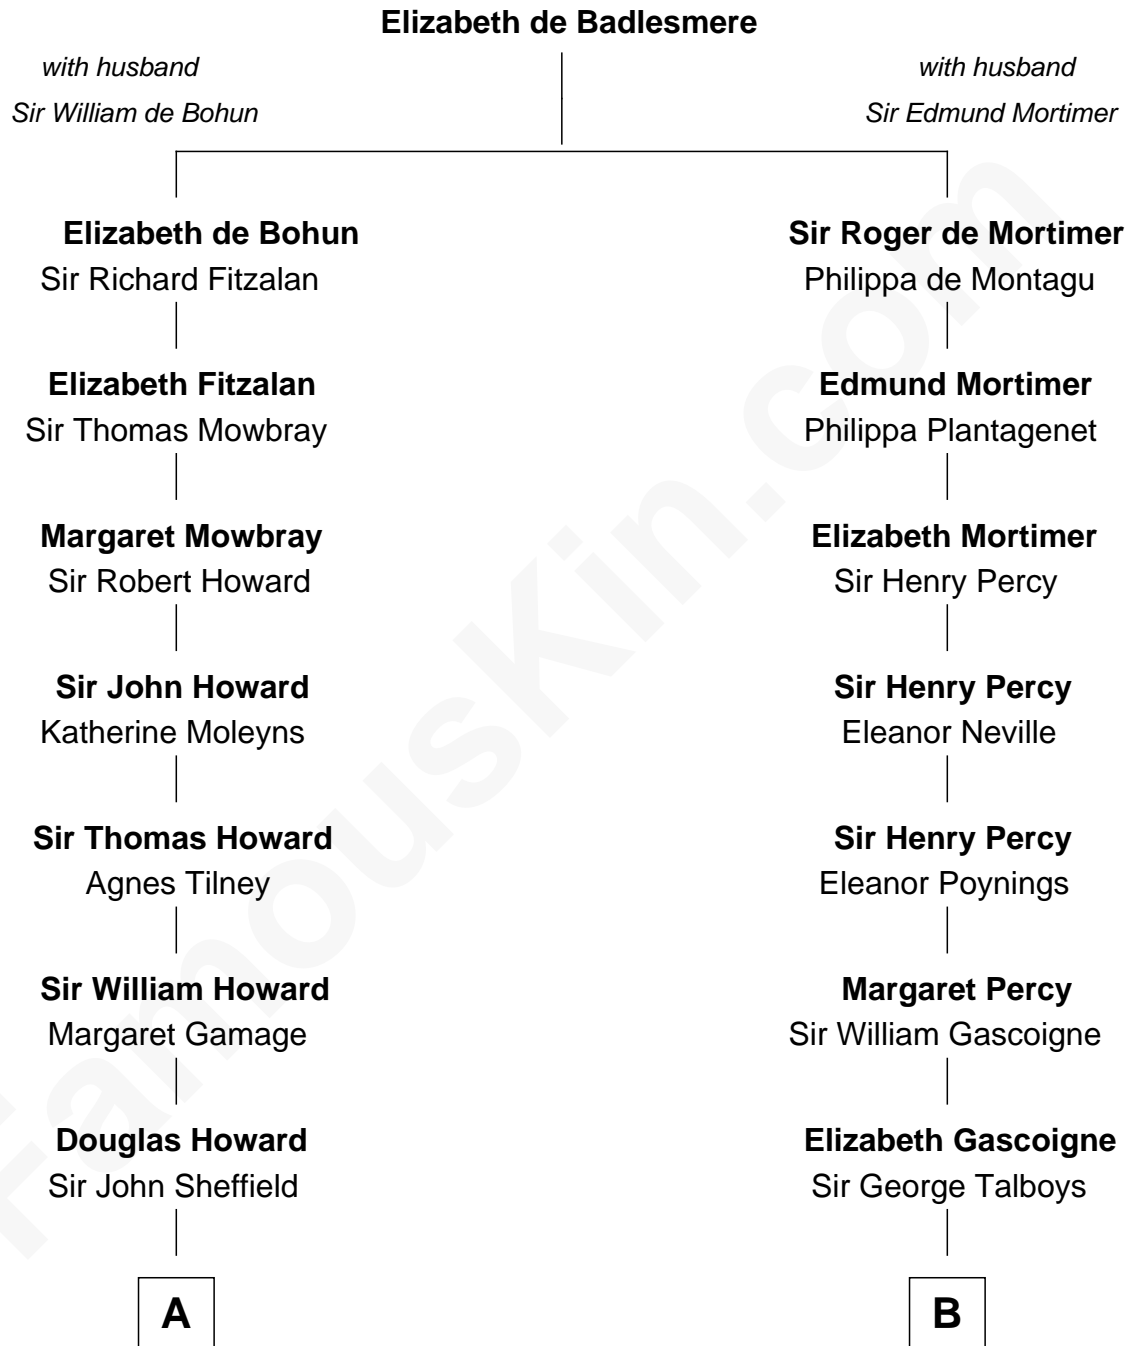 Elizabeth de Badlesmere
with husband
Sir William de Bohun
with husband
Sir Edmund Mortimer
Elizabeth de Bohun
Sir Richard Fitzalan
Sir Roger de Mortimer
Philippa de Montagu
Elizabeth Fitzalan
Sir Thomas Mowbray
Edmund Mortimer
Philippa Plantagenet
Margaret Mowbray
Sir Robert Howard
Elizabeth Mortimer
Sir Henry Percy
Sir John Howard
Katherine Moleyns
Sir Henry Percy
Eleanor Neville
Sir Thomas Howard
Agnes Tilney
Sir Henry Percy
Eleanor Poynings
Sir William Howard
Margaret Gamage
Margaret Percy
Sir William Gascoigne
Douglas Howard
Sir John Sheffield
Elizabeth Gascoigne
Sir George Talboys
A
B
FamousKin.com